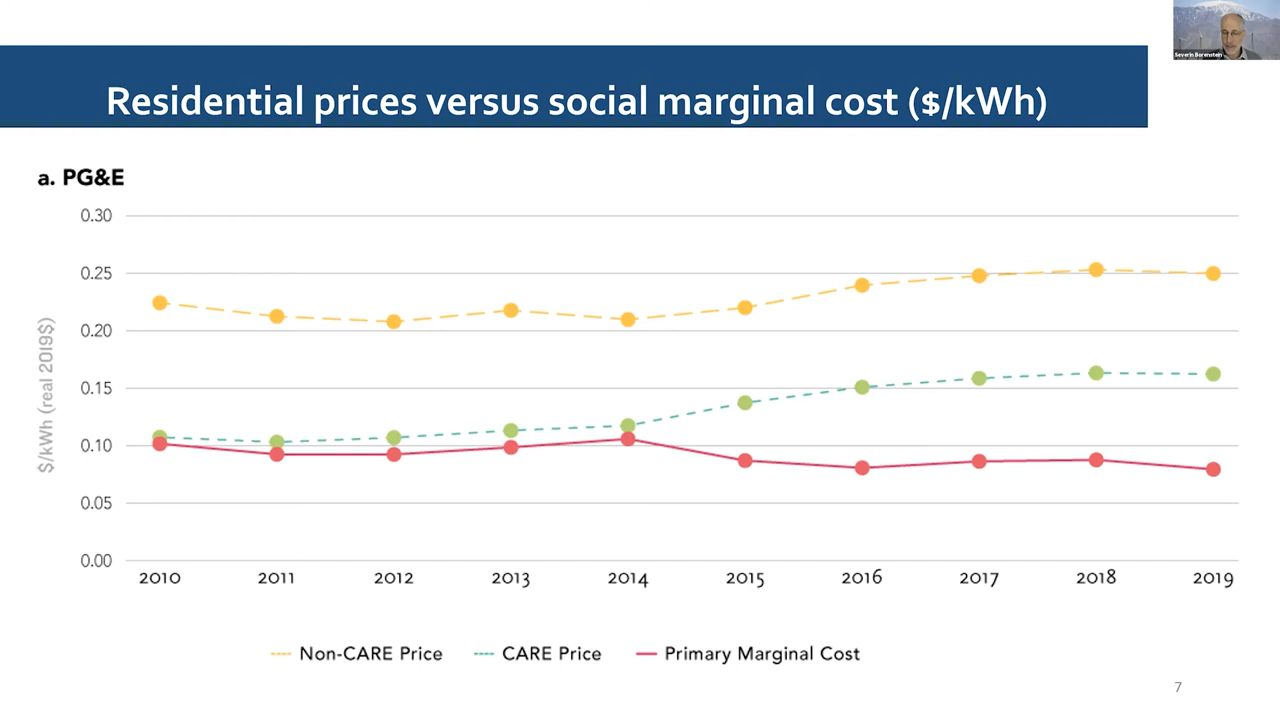 Severin Borenstein
Residential prices versus social marginal cost ($/kWh)
a. PG&E
0.30
0.25
0.20
0.15
0.10
0.05
0.00
$/kWh (real 2019$)
2010 2011 2012 2013 2014 2015 2016 2017 2018 2019
Non-CARE Price CARE Price Primary Marginal Cost
7